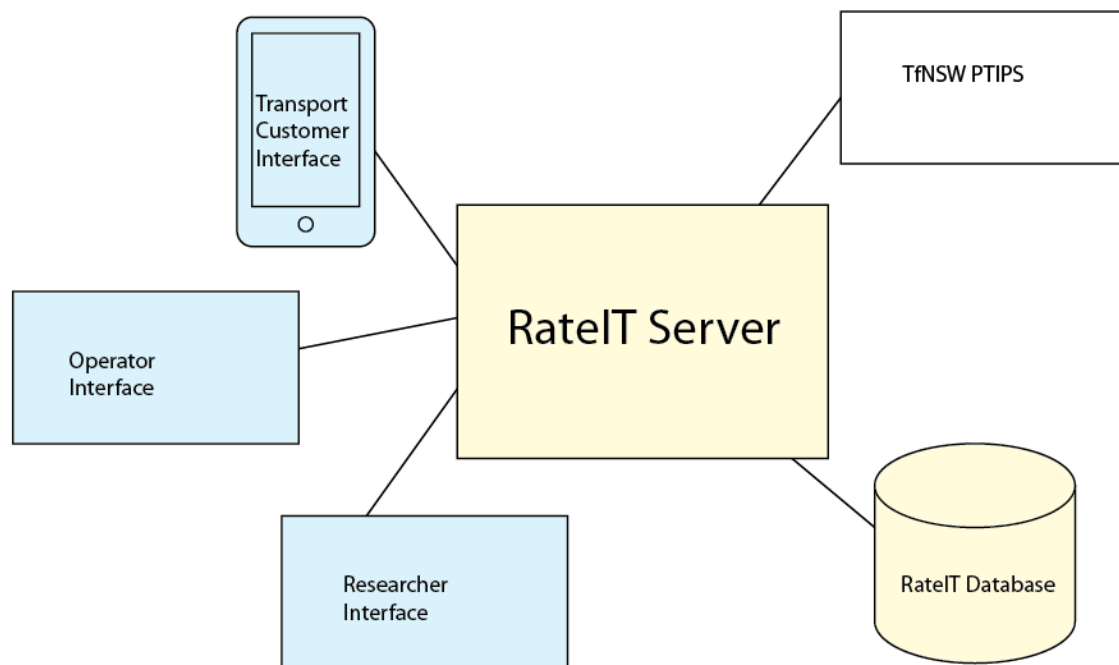 Transport
Customer
Interface
TfNSW PTIPS
RateIT Server
Operator
Interface
Researcher
Interface
RateIT Database